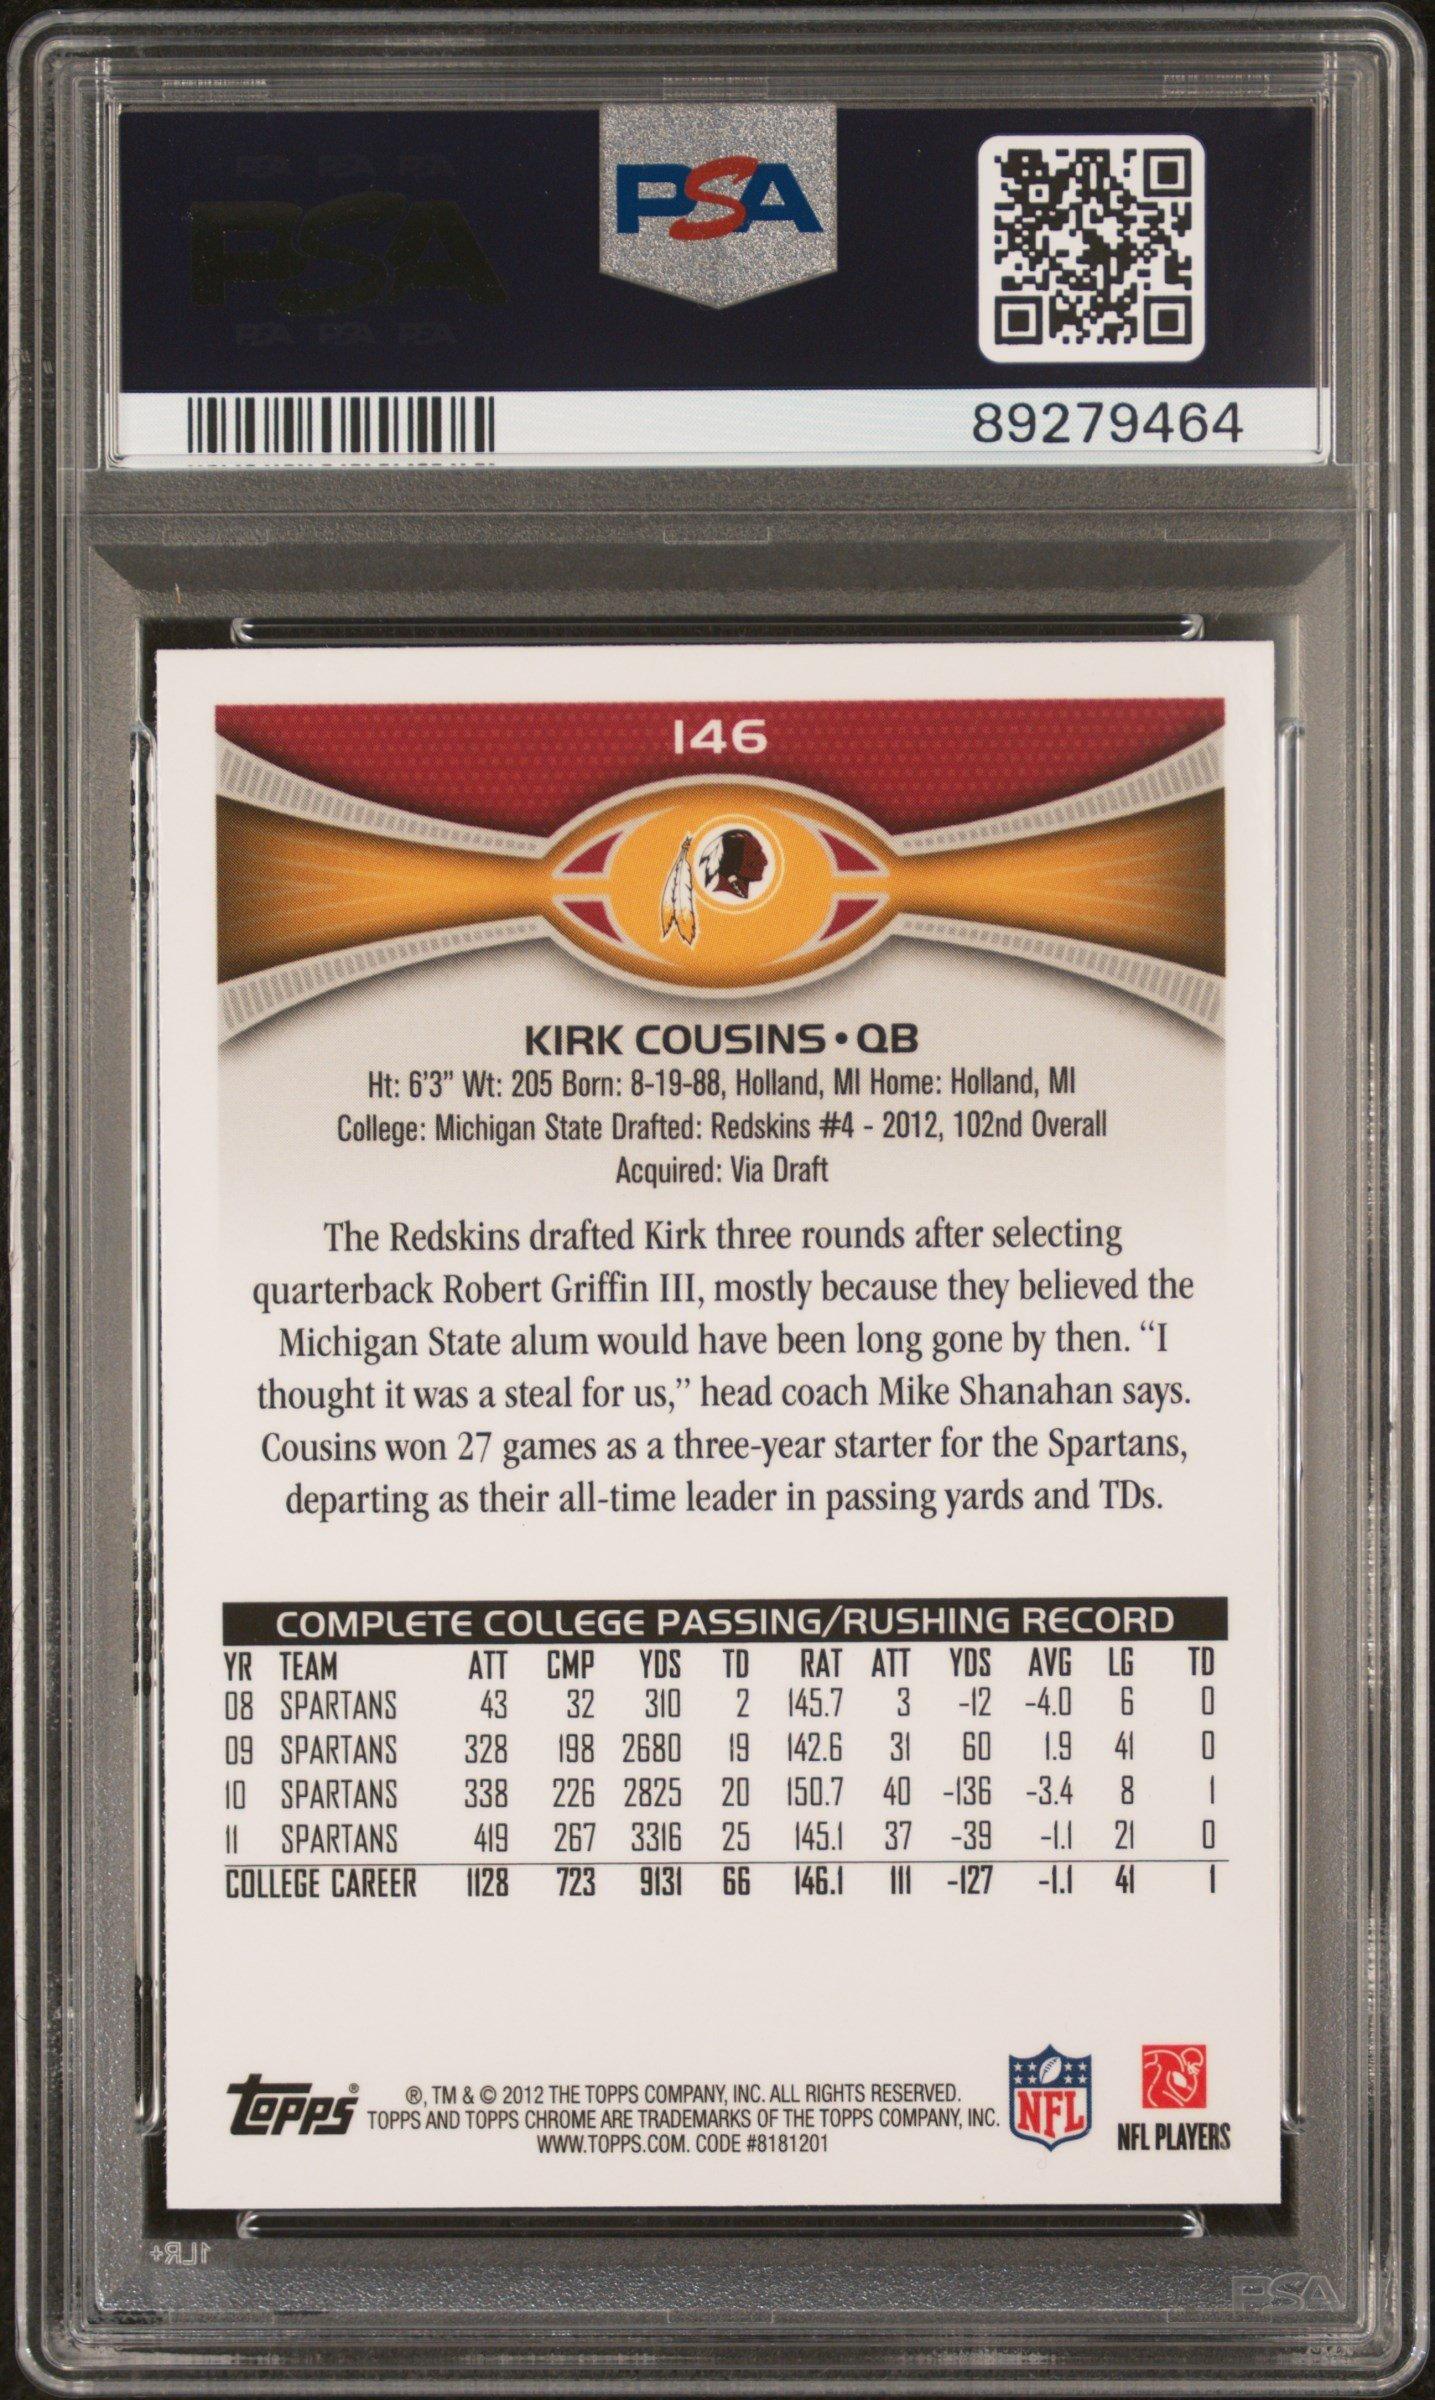 PSA
PSA PSA PSA
PSA
PSA PSA PSA
89279464
146
KIRK COUSINS • QB
Ht: 6'3" Wt: 205 Born: 8-19-88, Holland, MI Home: Holland, MI
College: Michigan State Drafted: Redskins #4 - 2012, 102nd Overall
Acquired: Via Draft
The Redskins drafted Kirk three rounds after selecting
quarterback Robert Griffin III, mostly because they believed the
Michigan State alum would have been long gone by then. “I
thought it was a steal for us,” head coach Mike Shanahan says.
Cousins won 27 games as a three-year starter for the Spartans,
departing as their all-time leader in passing yards and TDs.
COMPLETE COLLEGE PASSING/RUSHING RECORD
YR TEAM ATT CMP YDS TD RAT ATT YDS AVG LG TD
08 SPARTANS 43 32 310 2 145.7 3 -12 -4.0 6 0
09 SPARTANS 328 198 2680 19 142.6 31 60 1.9 41 0
10 SPARTANS 338 226 2825 20 150.7 40 -136 -3.4 8 1
11 SPARTANS 419 267 3316 25 145.1 37 -39 -1.1 21 0
COLLEGE CAREER 1128 723 9131 66 146.1 111 -127 -1.1 41 1
Topps®
®, TM & © 2012 THE TOPPS COMPANY, INC. ALL RIGHTS RESERVED.
TOPPS AND TOPPS CHROME ARE TRADEMARKS OF THE TOPPS COMPANY, INC.
WWW.TOPPS.COM. CODE #8181201
NFL
NFL PLAYERS
1LR+
PSA